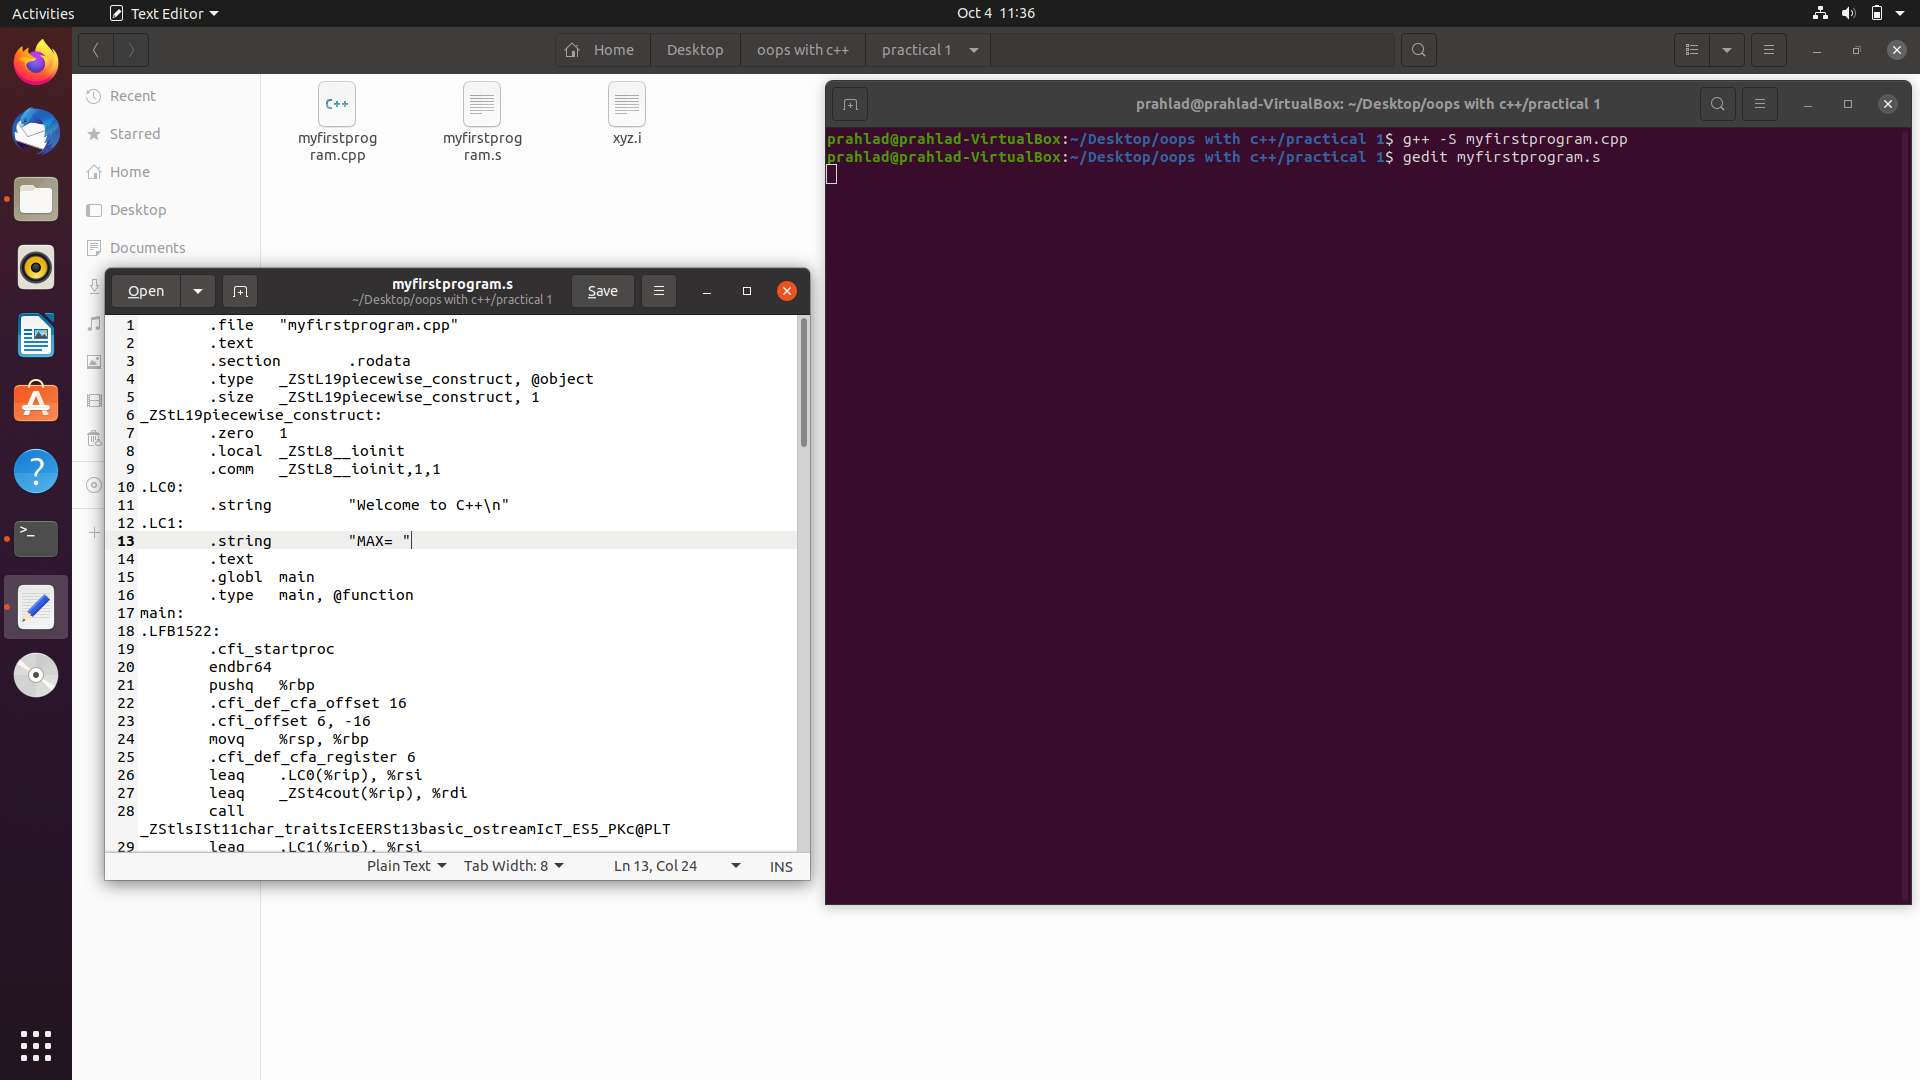 Activities
Text Editor
Oct 4 11:36
Home
Desktop
oops with c++
practical 1
Recent
Starred
Home
Desktop
Documents
C++
myfirstprog
ram.cpp
myfirstprog
ram.s
xyz.i
prahlad@prahlad-VirtualBox: ~/Desktop/oops with c++/practical 1
prahlad@prahlad-VirtualBox:~/Desktop/oops with c++/practical 1$ g++ -S myfirstprogram.cpp
prahlad@prahlad-VirtualBox:~/Desktop/oops with c++/practical 1$ gedit myfirstprogram.s
Open
myfirstprogram.s
~/Desktop/oops with c++/practical 1
Save
1 .file "myfirstprogram.cpp"
2 .text
3 .section .rodata
4 .type _ZStL19piecewise_construct, @object
5 .size _ZStL19piecewise_construct, 1
6 _ZStL19piecewise_construct:
7 .zero 1
8 .local _ZStL8__ioinit
9 .comm _ZStL8__ioinit,1,1
10 .LC0:
11 .string "Welcome to C++\n"
12 .LC1:
13 .string "MAX= "
14 .text
15 .globl main
16 .type main, @function
17 main:
18 .LFB1522:
19 .cfi_startproc
20 endbr64
21 pushq %rbp
22 .cfi_def_cfa_offset 16
23 .cfi_offset 6, -16
24 movq %rsp, %rbp
25 .cfi_def_cfa_register 6
26 leaq .LC0(%rip), %rsi
27 leaq _ZSt4cout(%rip), %rdi
28 call
_ZStlsISt11char_traitsIcEERSt13basic_ostreamIcT_ES5_PKc@PLT
29 leaq .LC1(%rip), %rsi
Plain Text
Tab Width: 8
Ln 13, Col 24
INS